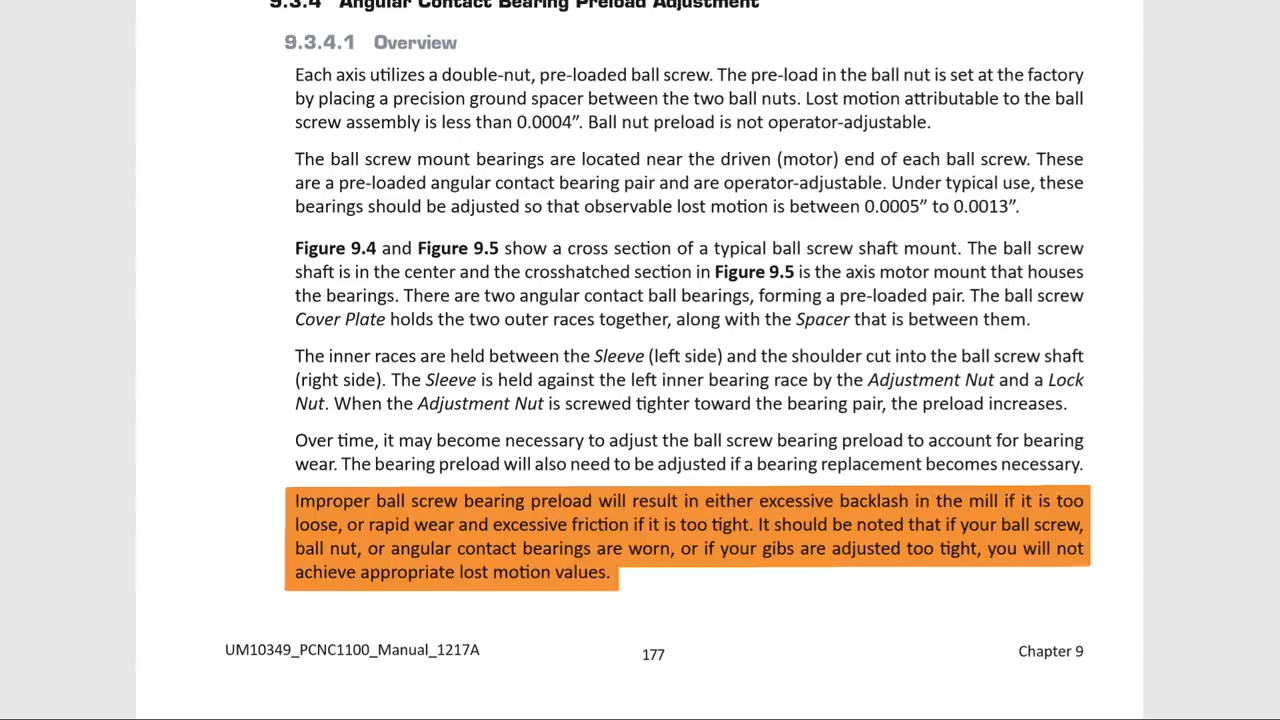 9.3.4 Angular Contact Bearing Preload Adjustment
9.3.4.1 Overview
Each axis utilizes a double-nut, pre-loaded ball screw. The pre-load in the ball nut is set at the factory
by placing a precision ground spacer between the two ball nuts. Lost motion attributable to the ball
screw assembly is less than 0.0004”. Ball nut preload is not operator-adjustable.
The ball screw mount bearings are located near the driven (motor) end of each ball screw. These
are a pre-loaded angular contact bearing pair and are operator-adjustable. Under typical use, these
bearings should be adjusted so that observable lost motion is between 0.0005” to 0.0013”.
Figure 9.4 and Figure 9.5 show a cross section of a typical ball screw shaft mount. The ball screw
shaft is in the center and the crosshatched section in Figure 9.5 is the axis motor mount that houses
the bearings. There are two angular contact ball bearings, forming a pre-loaded pair. The ball screw
Cover Plate holds the two outer races together, along with the Spacer that is between them.
The inner races are held between the Sleeve (left side) and the shoulder cut into the ball screw shaft
(right side). The Sleeve is held against the left inner bearing race by the Adjustment Nut and a Lock
Nut. When the Adjustment Nut is screwed tighter toward the bearing pair, the preload increases.
Over time, it may become necessary to adjust the ball screw bearing preload to account for bearing
wear. The bearing preload will also need to be adjusted if a bearing replacement becomes necessary.
Improper ball screw bearing preload will result in either excessive backlash in the mill if it is too
loose, or rapid wear and excessive friction if it is too tight. It should be noted that if your ball screw,
ball nut, or angular contact bearings are worn, or if your gibs are adjusted too tight, you will not
achieve appropriate lost motion values.
UM10349_PCNC1100_Manual_1217A
177
Chapter 9